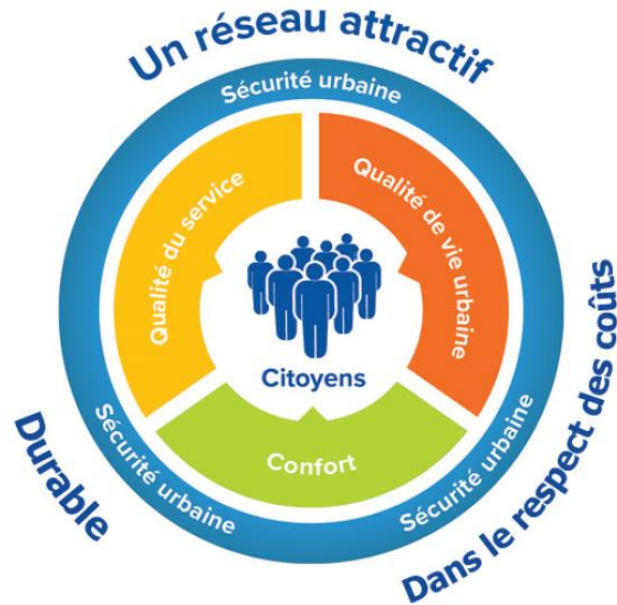 Un réseau attractif
Sécurité urbaine
Qualité du service
Qualité de vie urbaine
Citoyens
Confort
Sécurité urbaine
Sécurité urbaine
Durable
Dans le respect des coûts